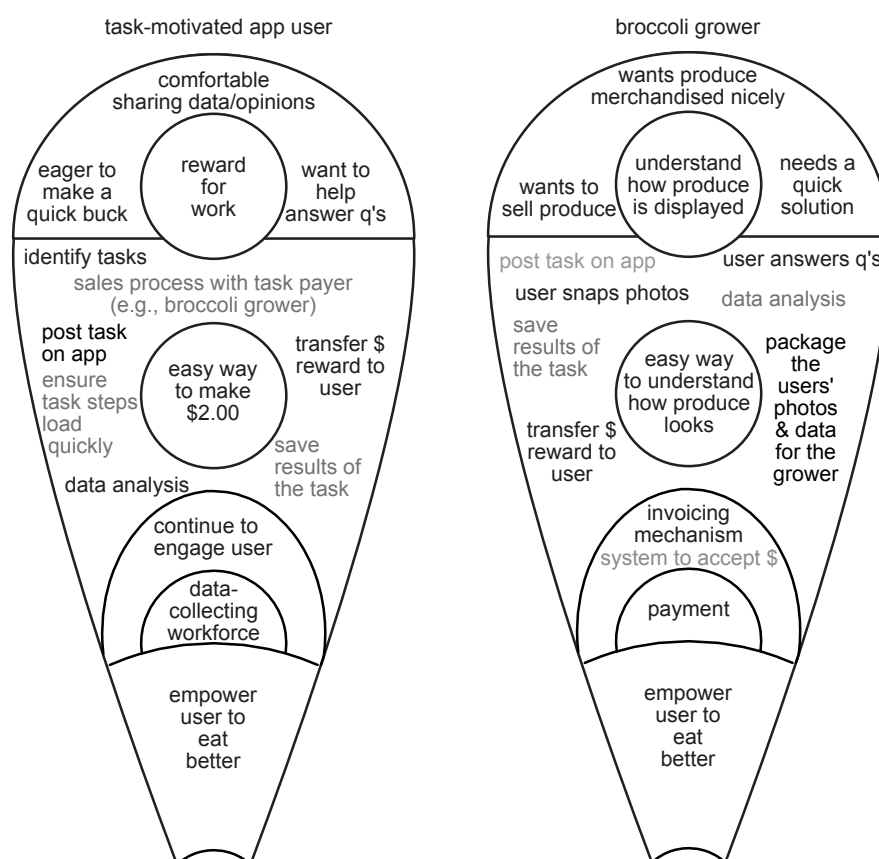 task-motivated app user
comfortable
sharing data/opinions
eager to
make a
quick buck
reward
for
work
want to
help
answer q's
identify tasks
sales process with task payer
(e.g., broccoli grower)
post task
on app
ensure
task steps
load
quickly
easy way
to make
$2.00
transfer $
reward to
user
save
results of
the task
data analysis
continue to
engage user
data-
collecting
workforce
empower
user to
eat
better
broccoli grower
wants produce
merchandised nicely
wants to
sell produce
understand
how produce
is displayed
needs a
quick
solution
post task on app
user answers q's
user snaps photos
data analysis
save
results of
the task
easy way
to understand
how produce
looks
package
the
users'
photos
& data
for the
grower
transfer $
reward to
user
invoicing
mechanism
system to accept $
payment
empower
user to
eat
better